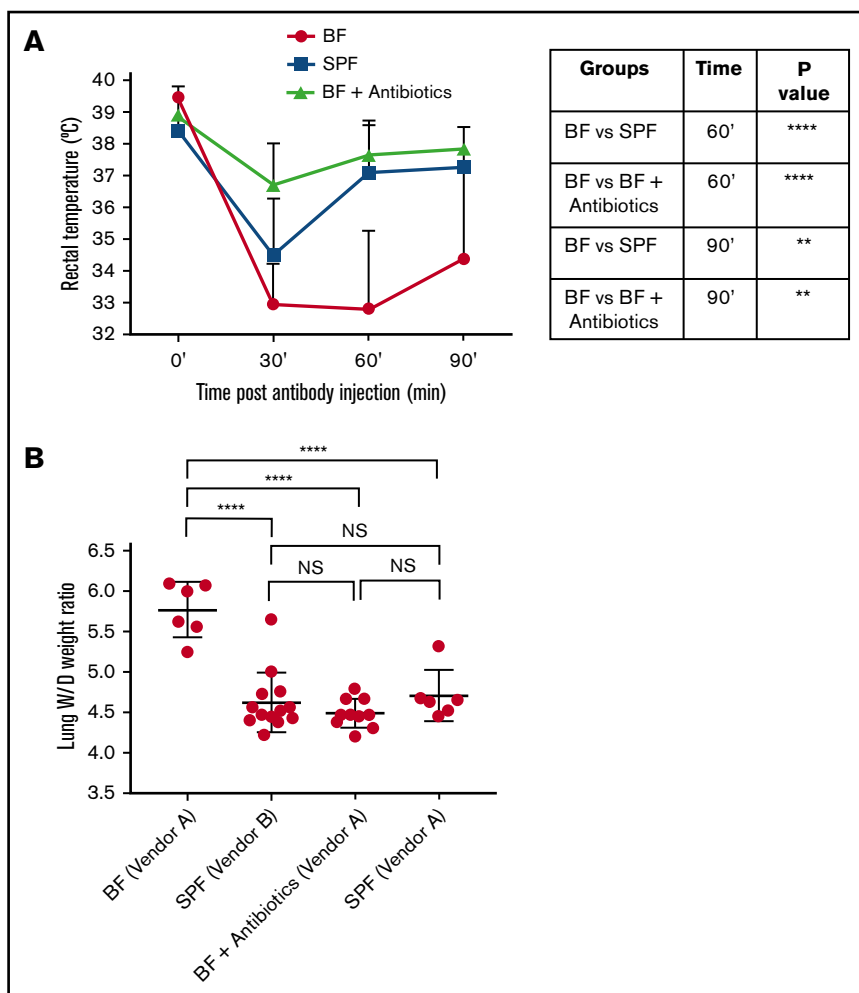 A
BF
SPF
BF + Antibiotics
Rectal temperature (ºC)
40
39
38
37
36
35
34
33
32
0'
30'
60'
90'
Time post antibody injection (min)
Groups
Time
P
value
BF vs SPF
60'
****
BF vs BF +
Antibiotics
60'
****
BF vs SPF
90'
**
BF vs BF +
Antibiotics
90'
**
B
****
****
****
NS
NS
NS
Lung W/D weight ratio
6.5
6.0
5.5
5.0
4.5
4.0
3.5
BF (Vendor A)
SPF (Vendor B)
BF + Antibiotics (Vendor A)
SPF (Vendor A)